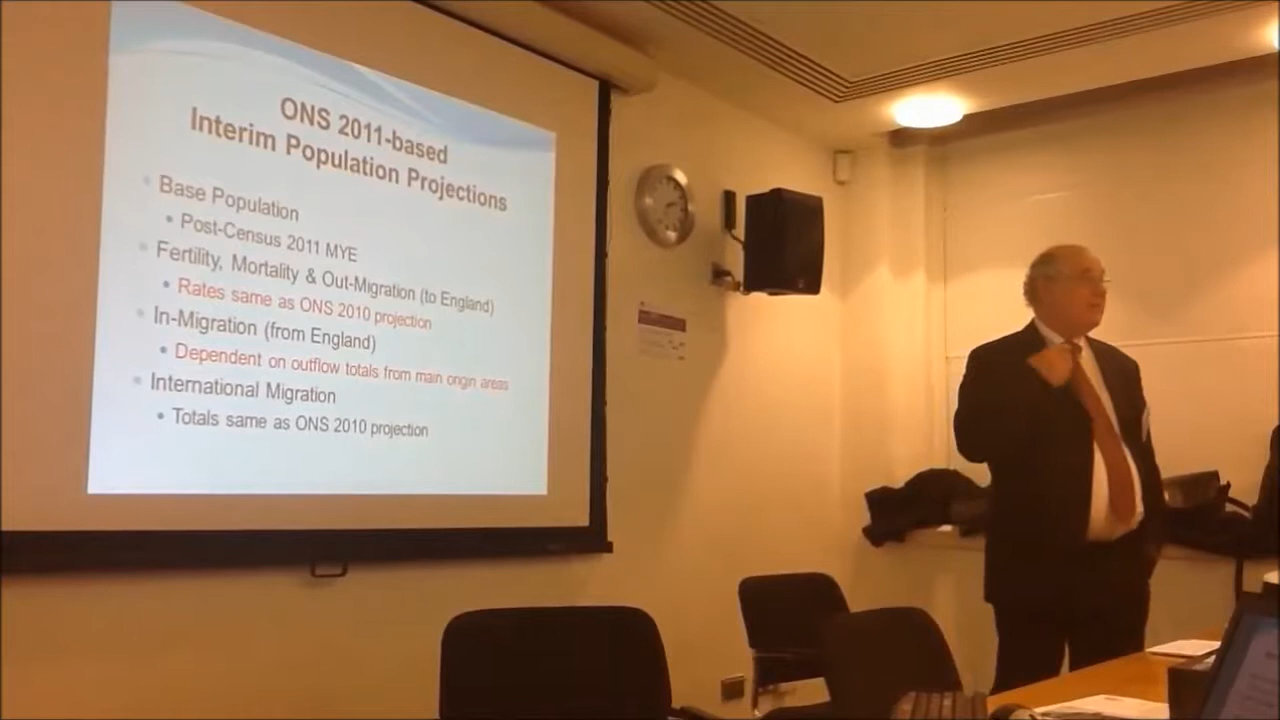 ONS 2011-based
Interim Population Projections
Base Population
Post-Census 2011 MYE
Fertility, Mortality & Out-Migration (to England)
Rates same as ONS 2010 projection
In-Migration (from England)
Dependent on outflow totals from main origin areas
International Migration
Totals same as ONS 2010 projection